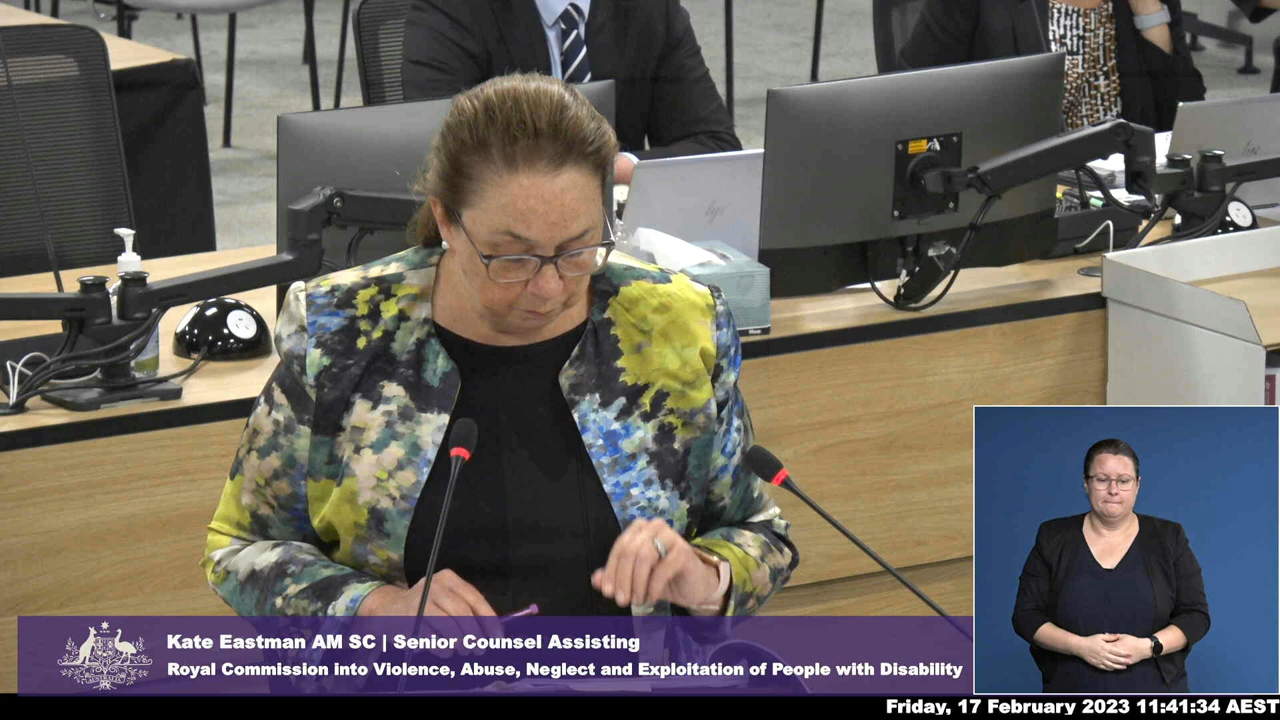 Kate Eastman AM SC | Senior Counsel Assisting
Royal Commission into Violence, Abuse, Neglect and Exploitation of People with Disability
Friday, 17 February 2023 11:41:34 AEST